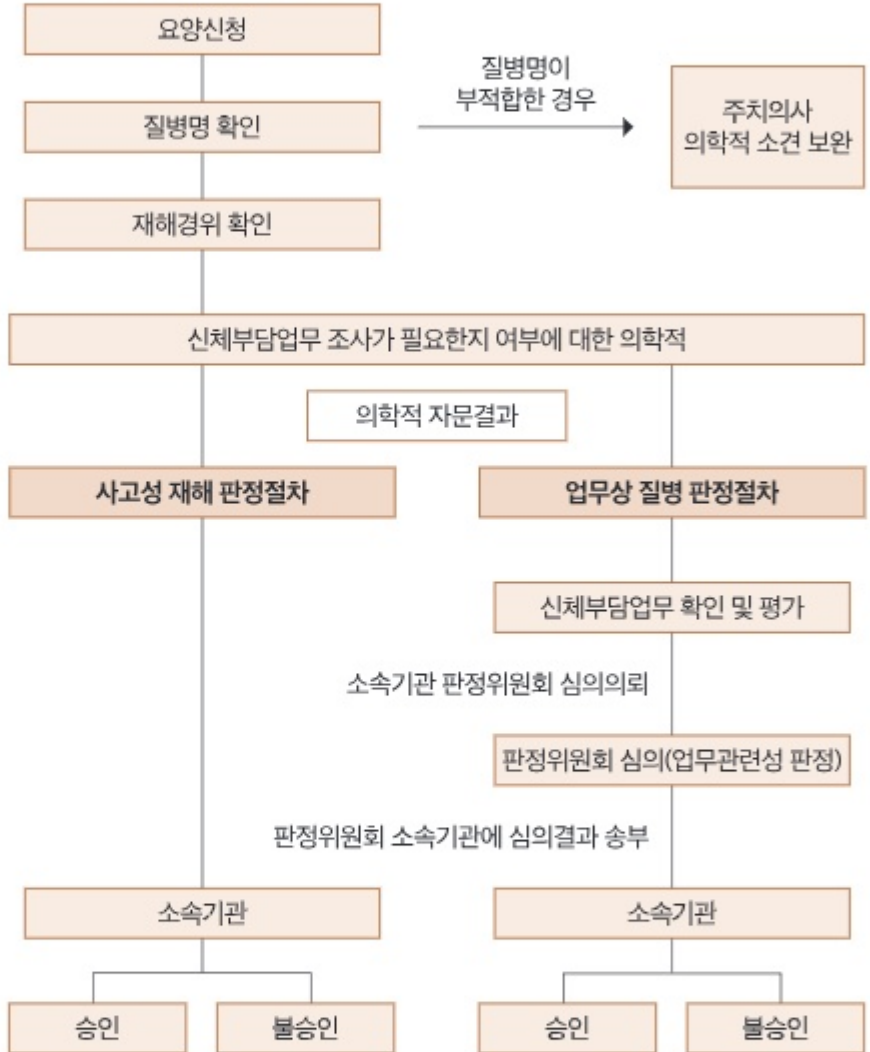 요양신청
질병명이
부적합한 경우
주치의사
의학적 소견 보완
질병명 확인
재해경위 확인
신체부담업무 조사가 필요한지 여부에 대한 의학적
의학적 자문결과
사고성 재해 판정절차
업무상 질병 판정절차
신체부담업무 확인 및 평가
소속기관 판정위원회 심의의뢰
판정위원회 심의(업무관련성 판정)
판정위원회 소속기관에 심의결과 송부
소속기관
소속기관
승인
불승인
승인
불승인